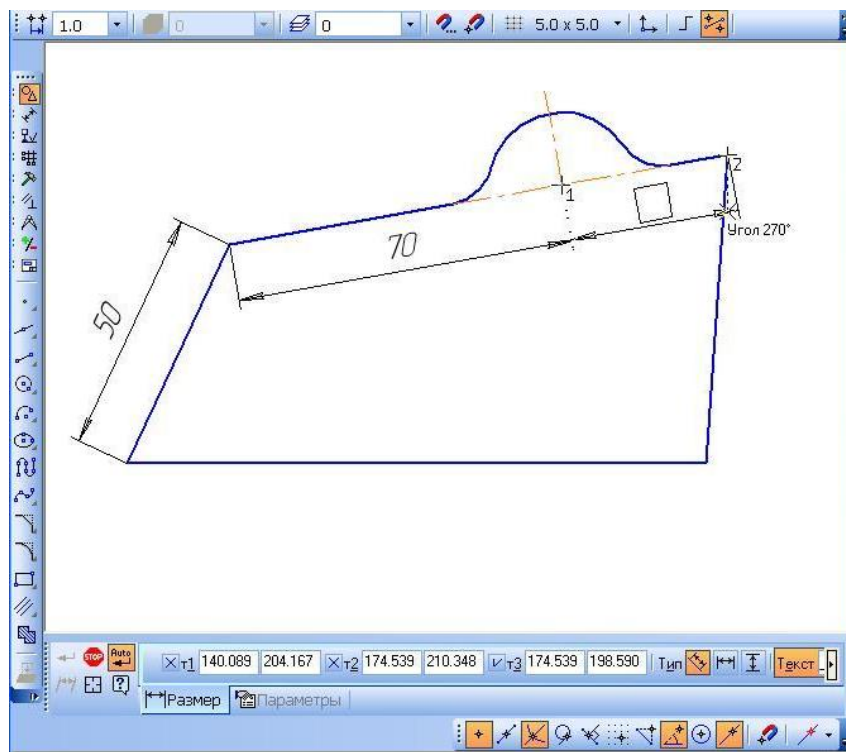 1.0 0 0 5.0 x 5.0
2
1
70
Угол 270°
50
STOP Auto т1 140.089 204.167 т2 174.539 210.348 т3 174.539 198.590 Тип Текст
Размер Параметры